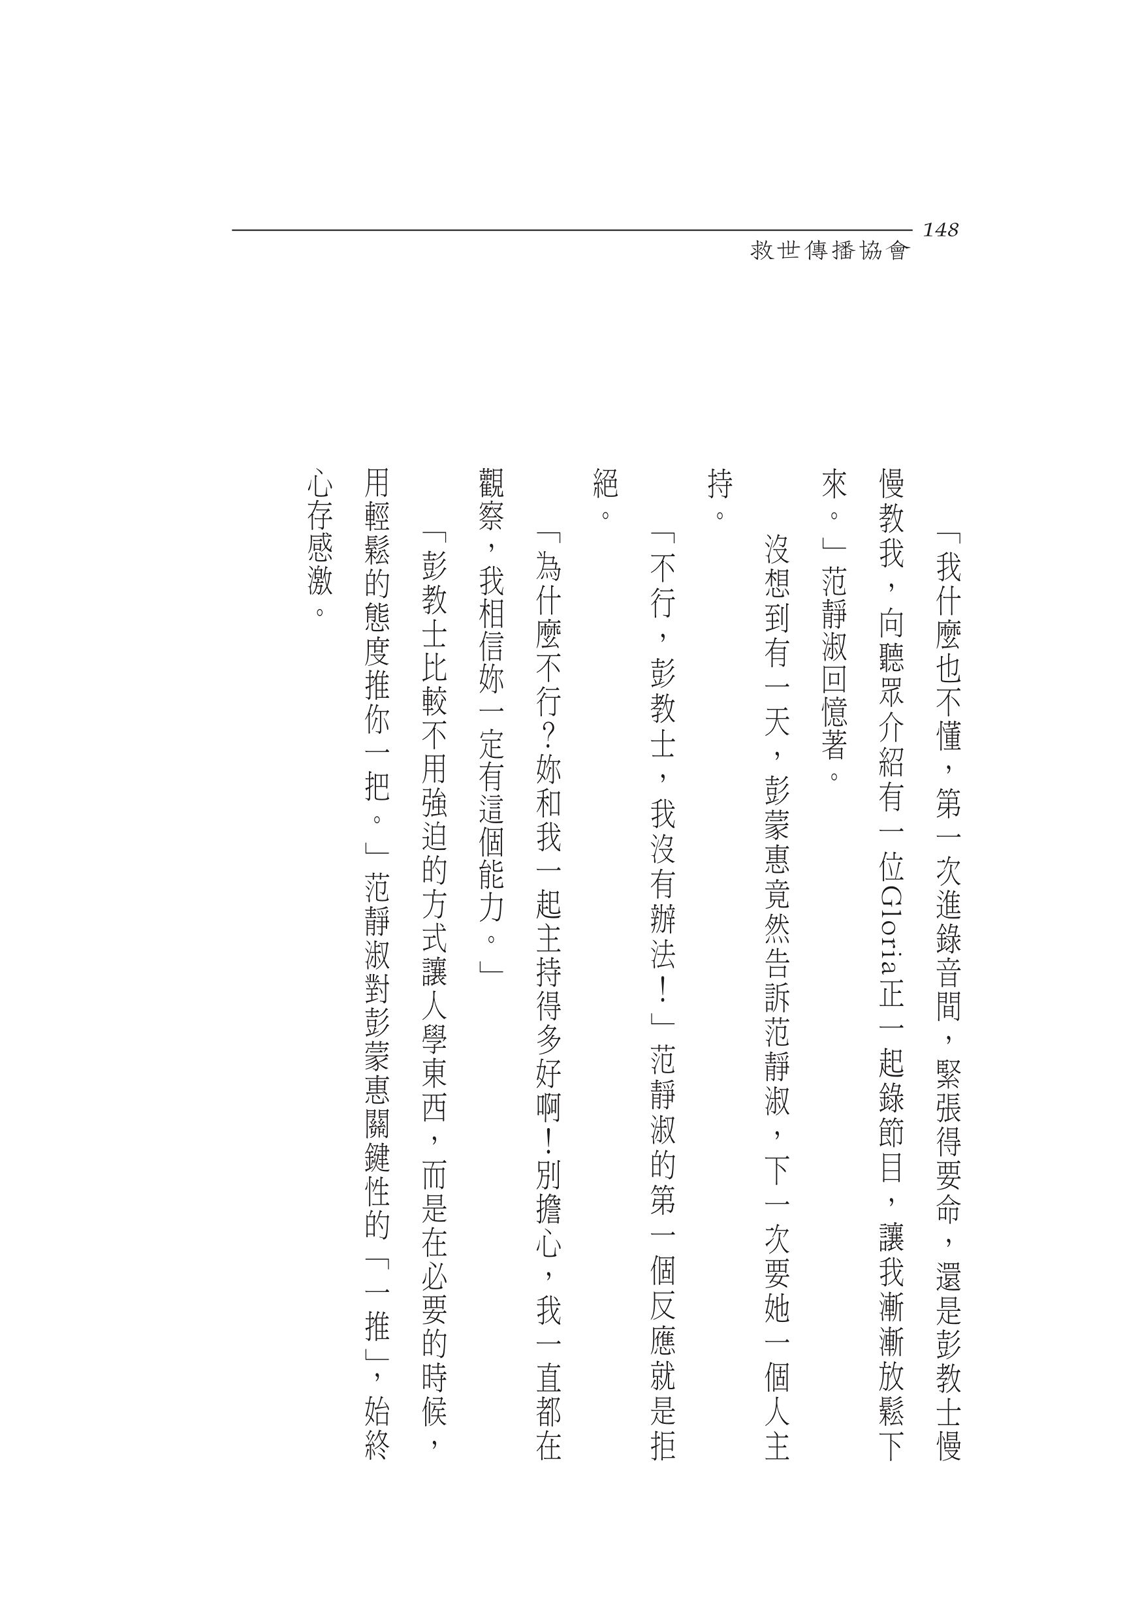 148
救世傳播協會
「我什麼也不懂，第一次進錄音間，緊張得要命，還是彭教士慢
慢教我，向聽眾介紹有一位Gloria正一起錄節目，讓我漸漸放鬆下
來。」范靜淑回憶著。
沒想到有一天，彭蒙惠竟然告訴范靜淑，下一次要她一個人主
持。
「不行，彭教士，我沒有辦法！」范靜淑的第一個反應就是拒
絕。
「為什麼不行？妳和我一起主持得多好啊！別擔心，我一直都在
觀察，我相信妳一定有這個能力。」
「彭教士比較不用強迫的方式讓人學東西，而是在必要的時候，
用輕鬆的態度推你一把。」范靜淑對彭蒙惠關鍵性的「一推」，始終
心存感激。